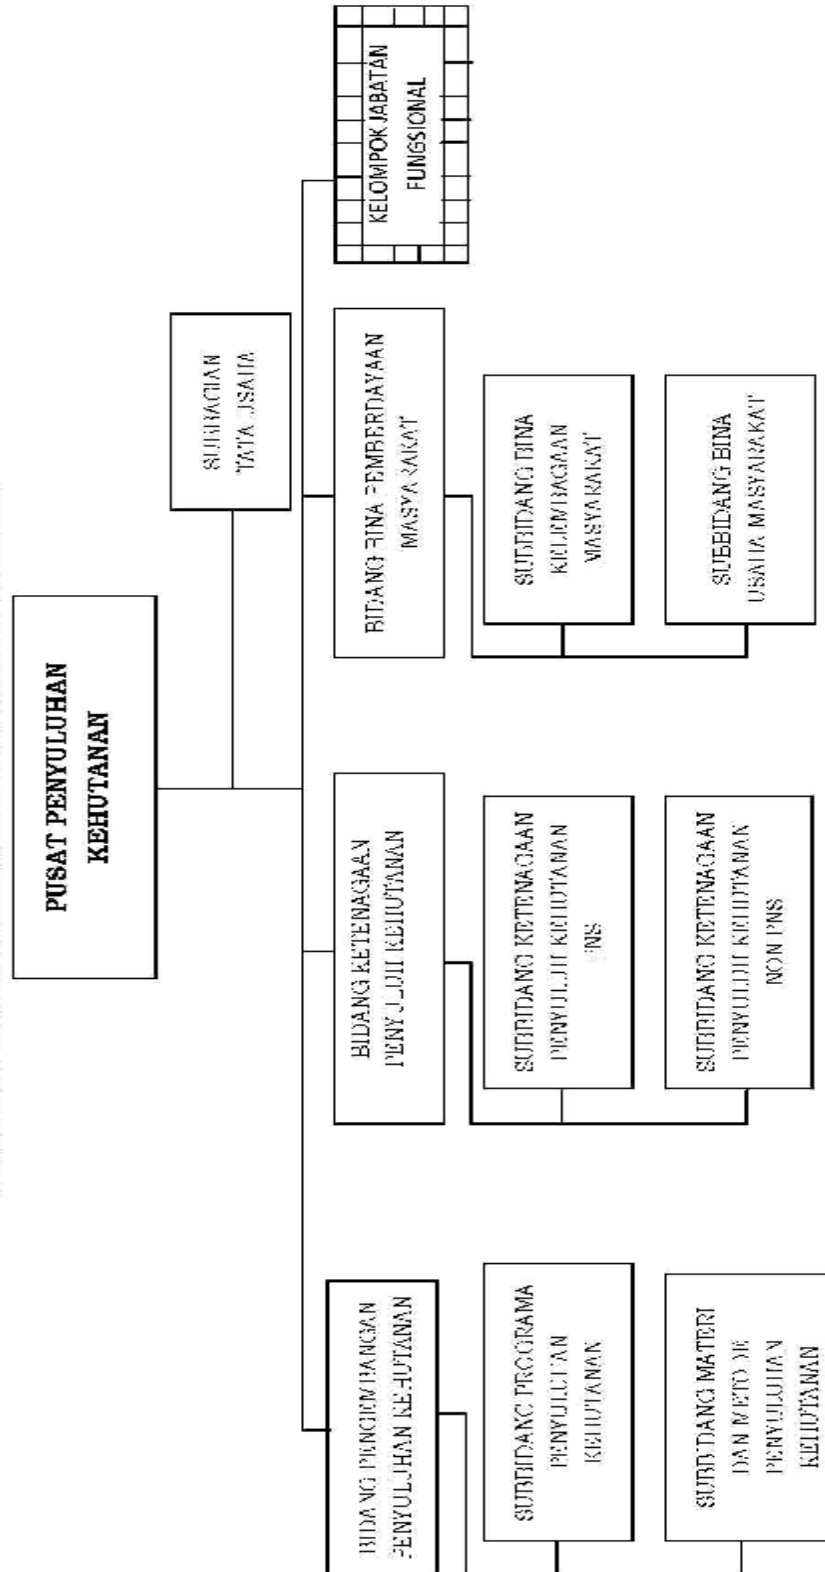 PUSAT PENYULUHAN
KEHUTANAN
SUBBAGIAN
TATA USAHA
BIDANG PENGEMBANGAN
PENYULUHAN KEHUTANAN
BIDANG KETENAGAAN
PENYULUH KEHUTANAN
BIDANG BINA PEMBERDAYAAN
MASYARAKAT
KELOMPOK JABATAN
FUNGSIONAL
SUBBIDANG PROGRAMA
PENYULUHAN
KEHUTANAN
SUBBIDANG KETENAGAAN
PENYULUH KEHUTANAN
PNS
SUBBIDANG BINA
KELEMBAGAAN
MASYARAKAT
SUBBIDANG MATERI
DAN METODE
PENYULUHAN
KEHUTANAN
SUBBIDANG KETENAGAAN
PENYULUH KEHUTANAN
NON PNS
SUBBIDANG BINA
USAHA MASYARAKAT